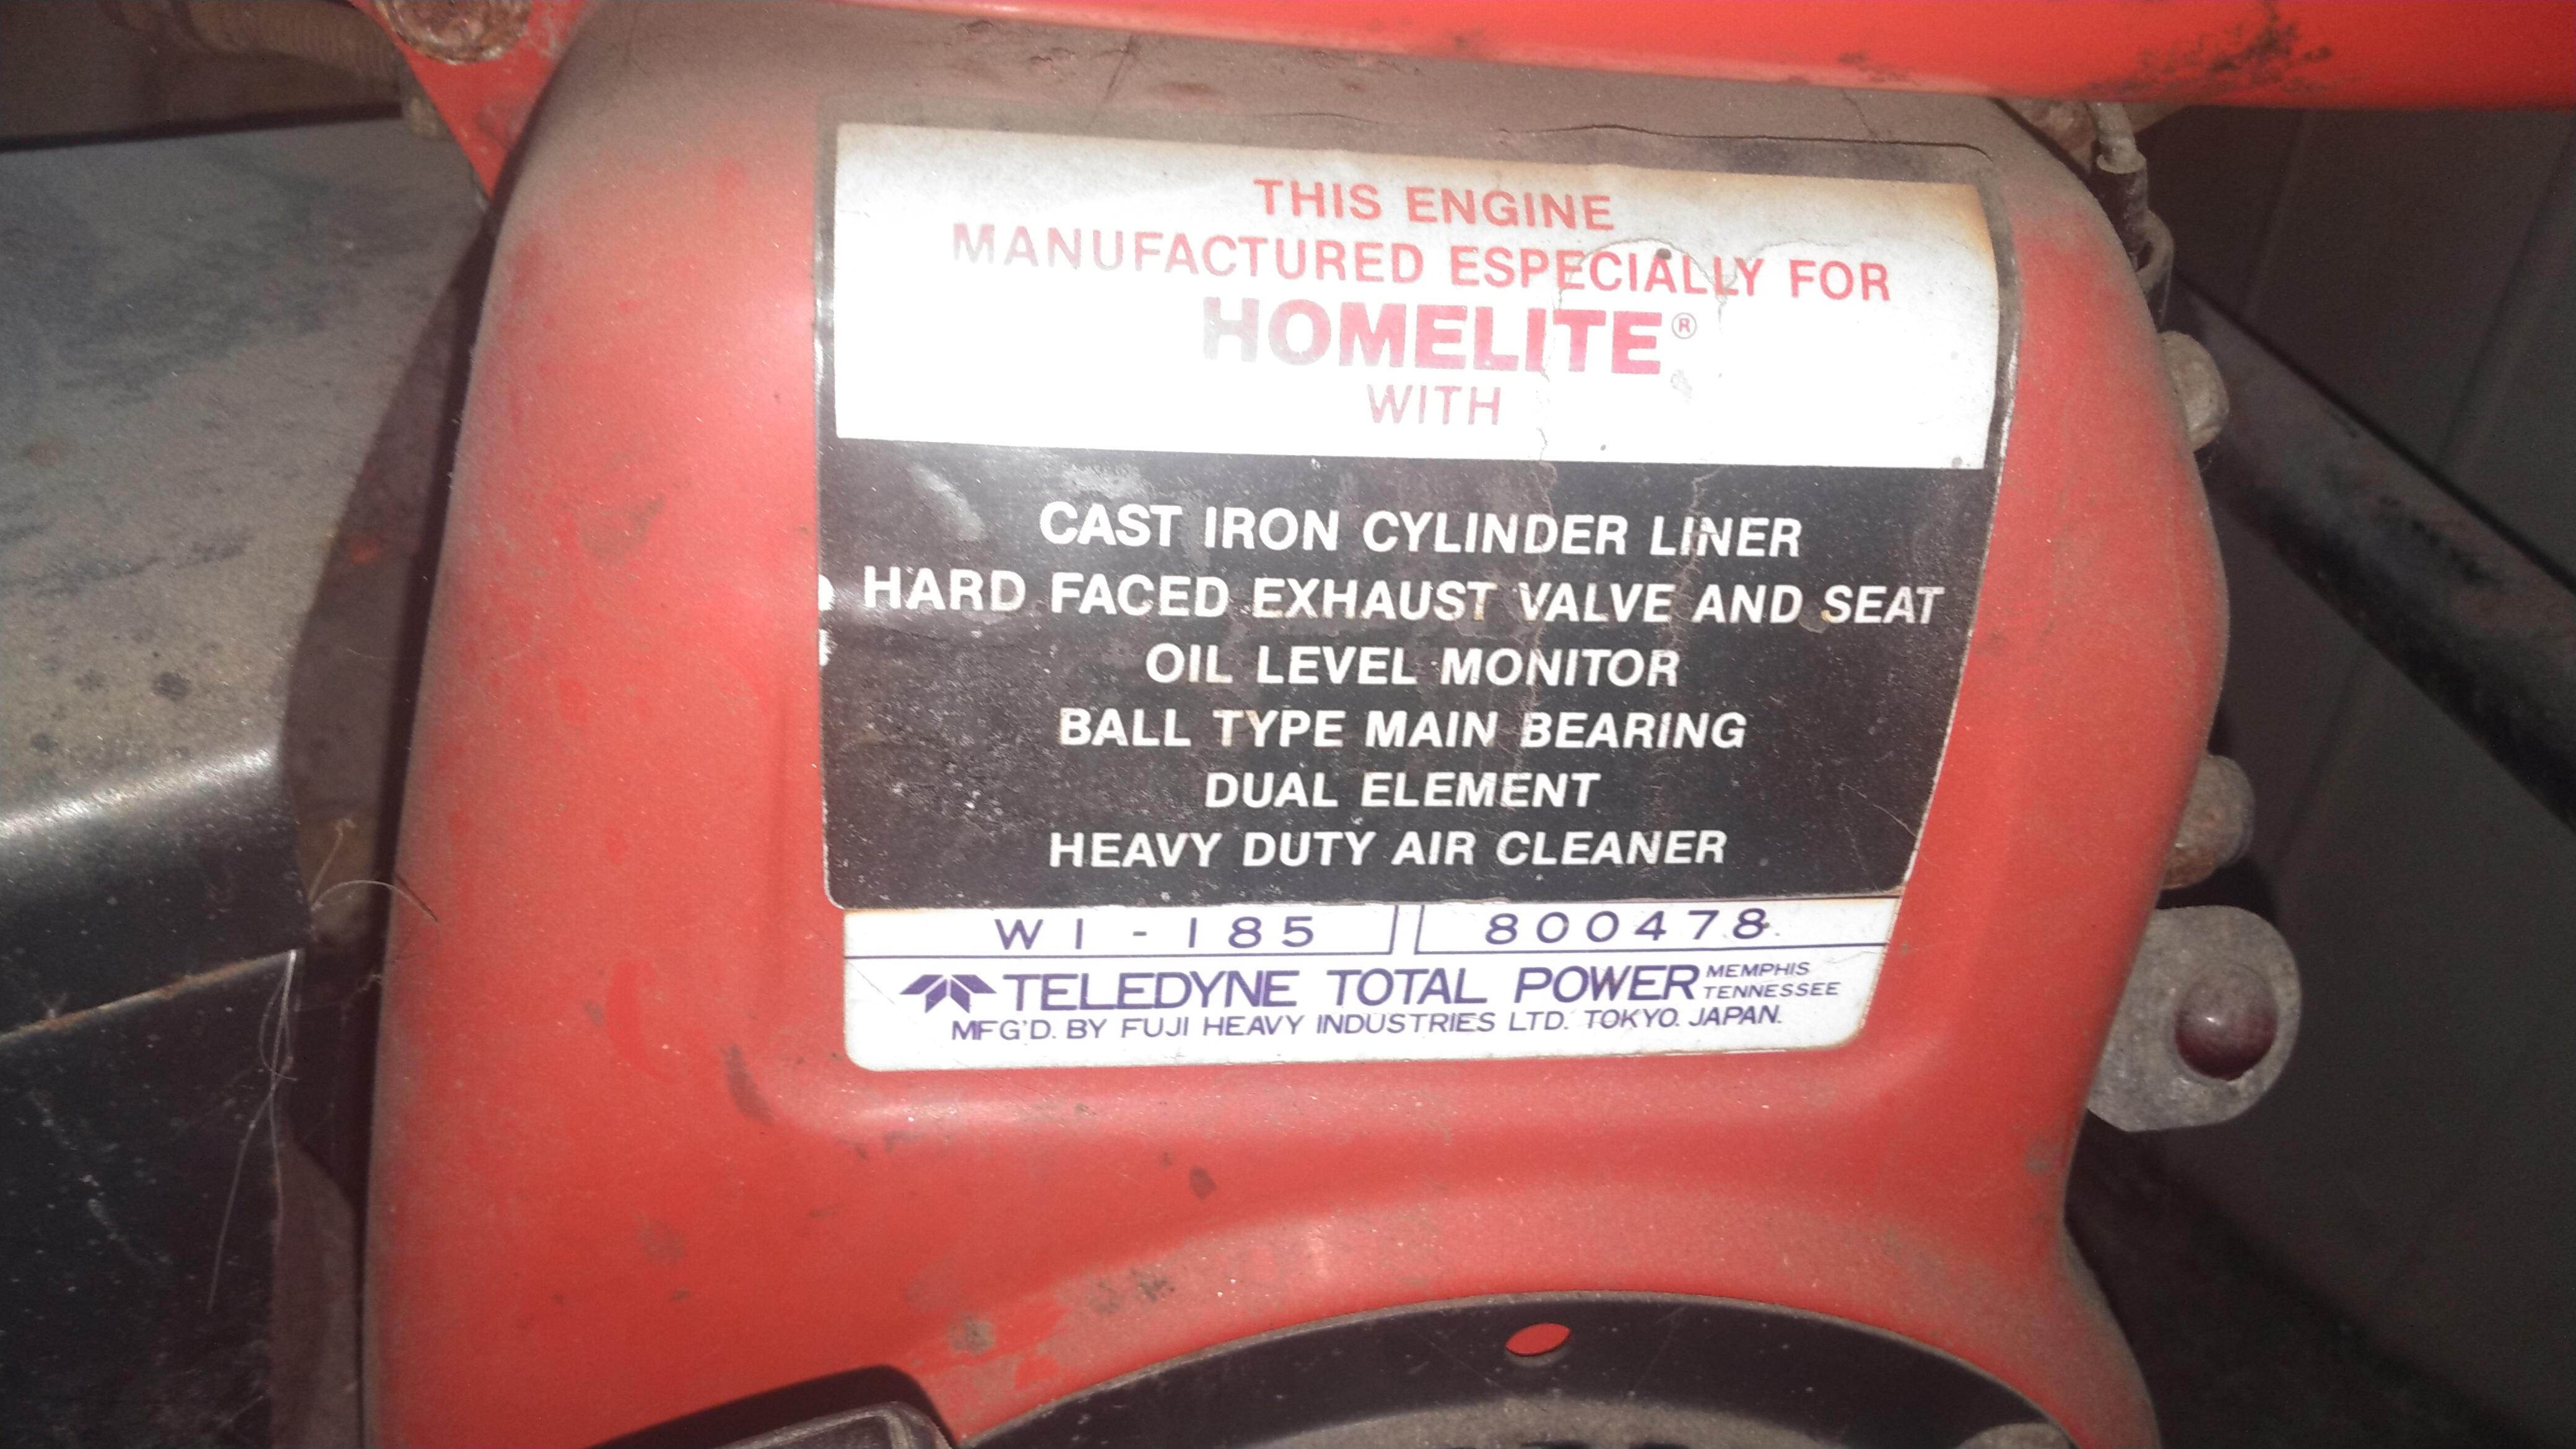 THIS ENGINE
MANUFACTURED ESPECIALLY FOR
HOMELITE®
WITH
CAST IRON CYLINDER LINER
HARD FACED EXHAUST VALVE AND SEAT
OIL LEVEL MONITOR
BALL TYPE MAIN BEARING
DUAL ELEMENT
HEAVY DUTY AIR CLEANER
W1-185 800478
TELEDYNE TOTAL POWER MEMPHIS TENNESSEE
MFG'D. BY FUJI HEAVY INDUSTRIES LTD. TOKYO. JAPAN.